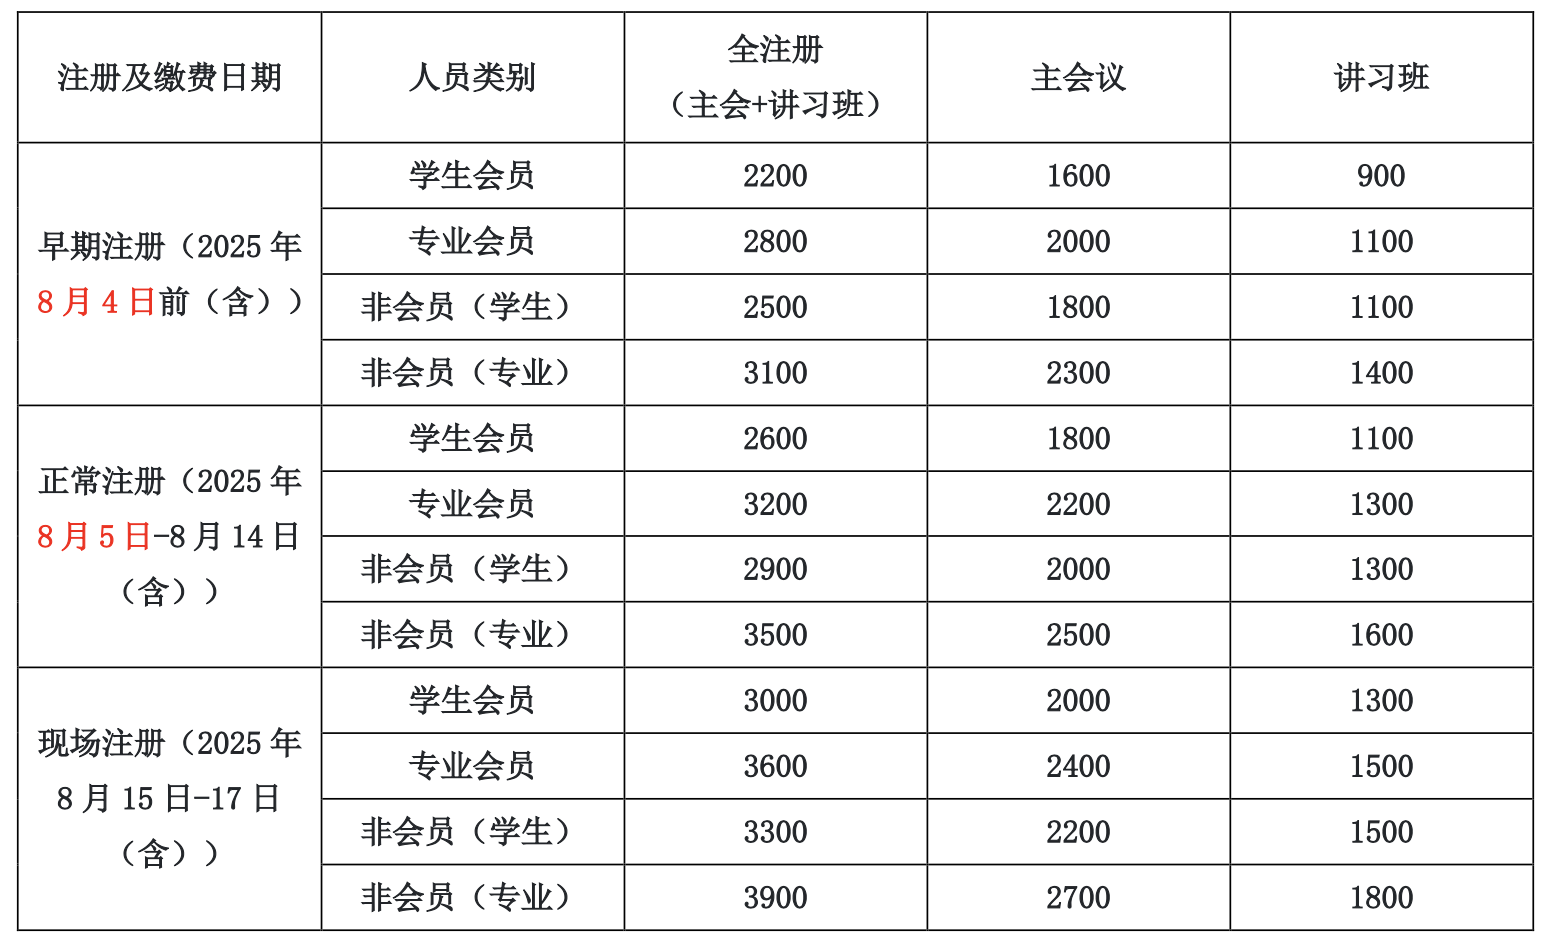 注册及缴费日期 人员类别 全注册 主会议 讲习班
（主会+讲习班）
早期注册（2025 年
8 月 4 日前（含））
学生会员 2200 1600 900
专业会员 2800 2000 1100
非会员（学生） 2500 1800 1100
非会员（专业） 3100 2300 1400
正常注册（2025 年
8 月 5 日-8 月 14 日
（含））
学生会员 2600 1800 1100
专业会员 3200 2200 1300
非会员（学生） 2900 2000 1300
非会员（专业） 3500 2500 1600
现场注册（2025 年
8 月 15 日-17 日
（含））
学生会员 3000 2000 1300
专业会员 3600 2400 1500
非会员（学生） 3300 2200 1500
非会员（专业） 3900 2700 1800